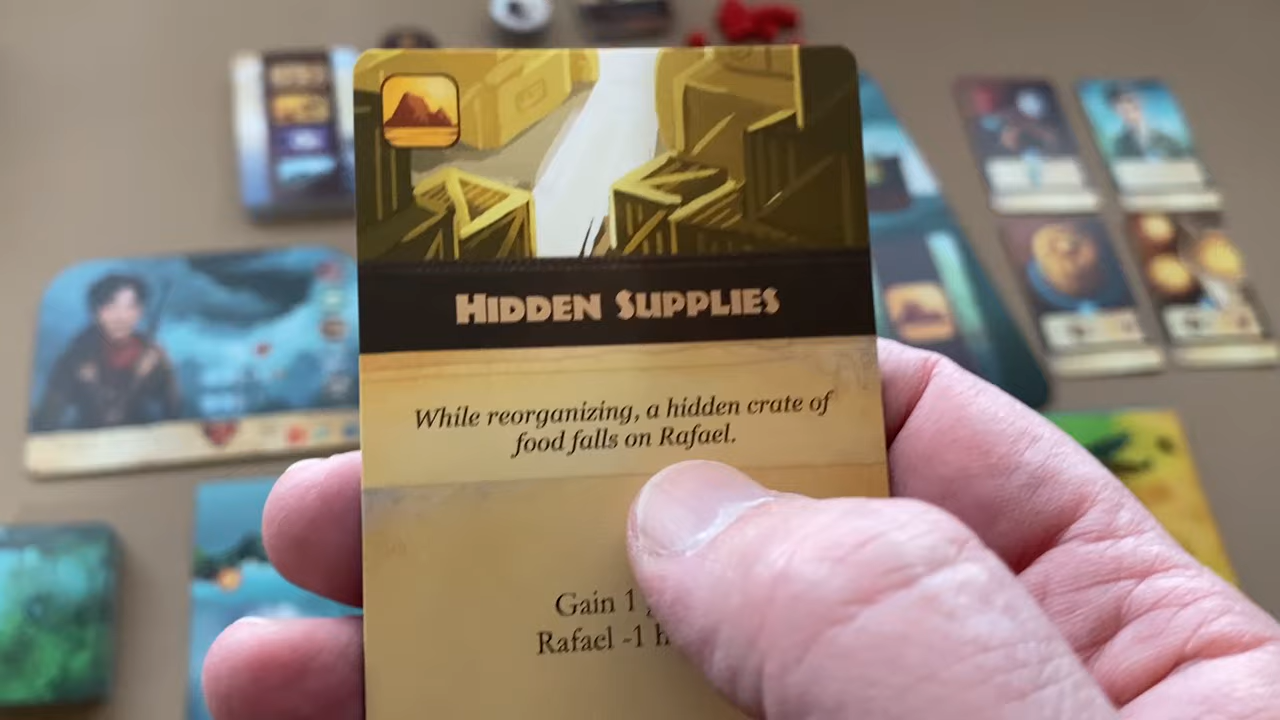 HIDDEN SUPPLIES
While reorganizing, a hidden crate of
food falls on Rafael.
Gain 1
Rafael -1